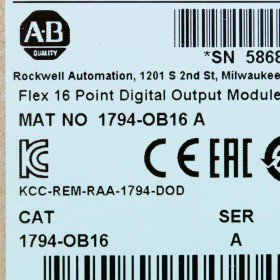 A-B
QUALITY
*SN 5868
Rockwell Automation, 1201 S 2nd St, Milwaukee
Flex 16 Point Digital Output Module
MAT NO 1794-OB16 A
CE EAC
KCC-REM-RAA-1794-DOD
CAT SER
1794-OB16 A